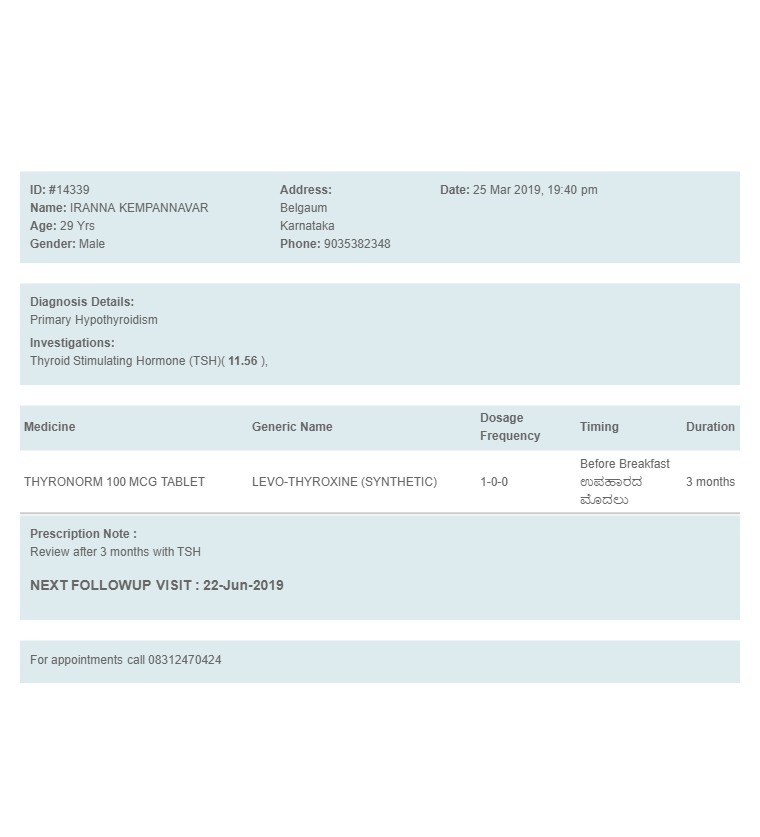 ID: #14339
Name: IRANNA KEMPANNAVAR
Age: 29 Yrs
Gender: Male
Address:
Belgaum
Karnataka
Phone: 9035382348
Date: 25 Mar 2019, 19:40 pm
Diagnosis Details:
Primary Hypothyroidism
Investigations:
Thyroid Stimulating Hormone (TSH)( 11.56 ),
Medicine Generic Name Dosage Frequency Timing Duration
THYRONORM 100 MCG TABLET LEVO-THYROXINE (SYNTHETIC) 1-0-0 Before Breakfast ಉಪಹಾರದ ಮೊದಲು 3 months
Prescription Note :
Review after 3 months with TSH
NEXT FOLLOWUP VISIT : 22-Jun-2019
For appointments call 08312470424